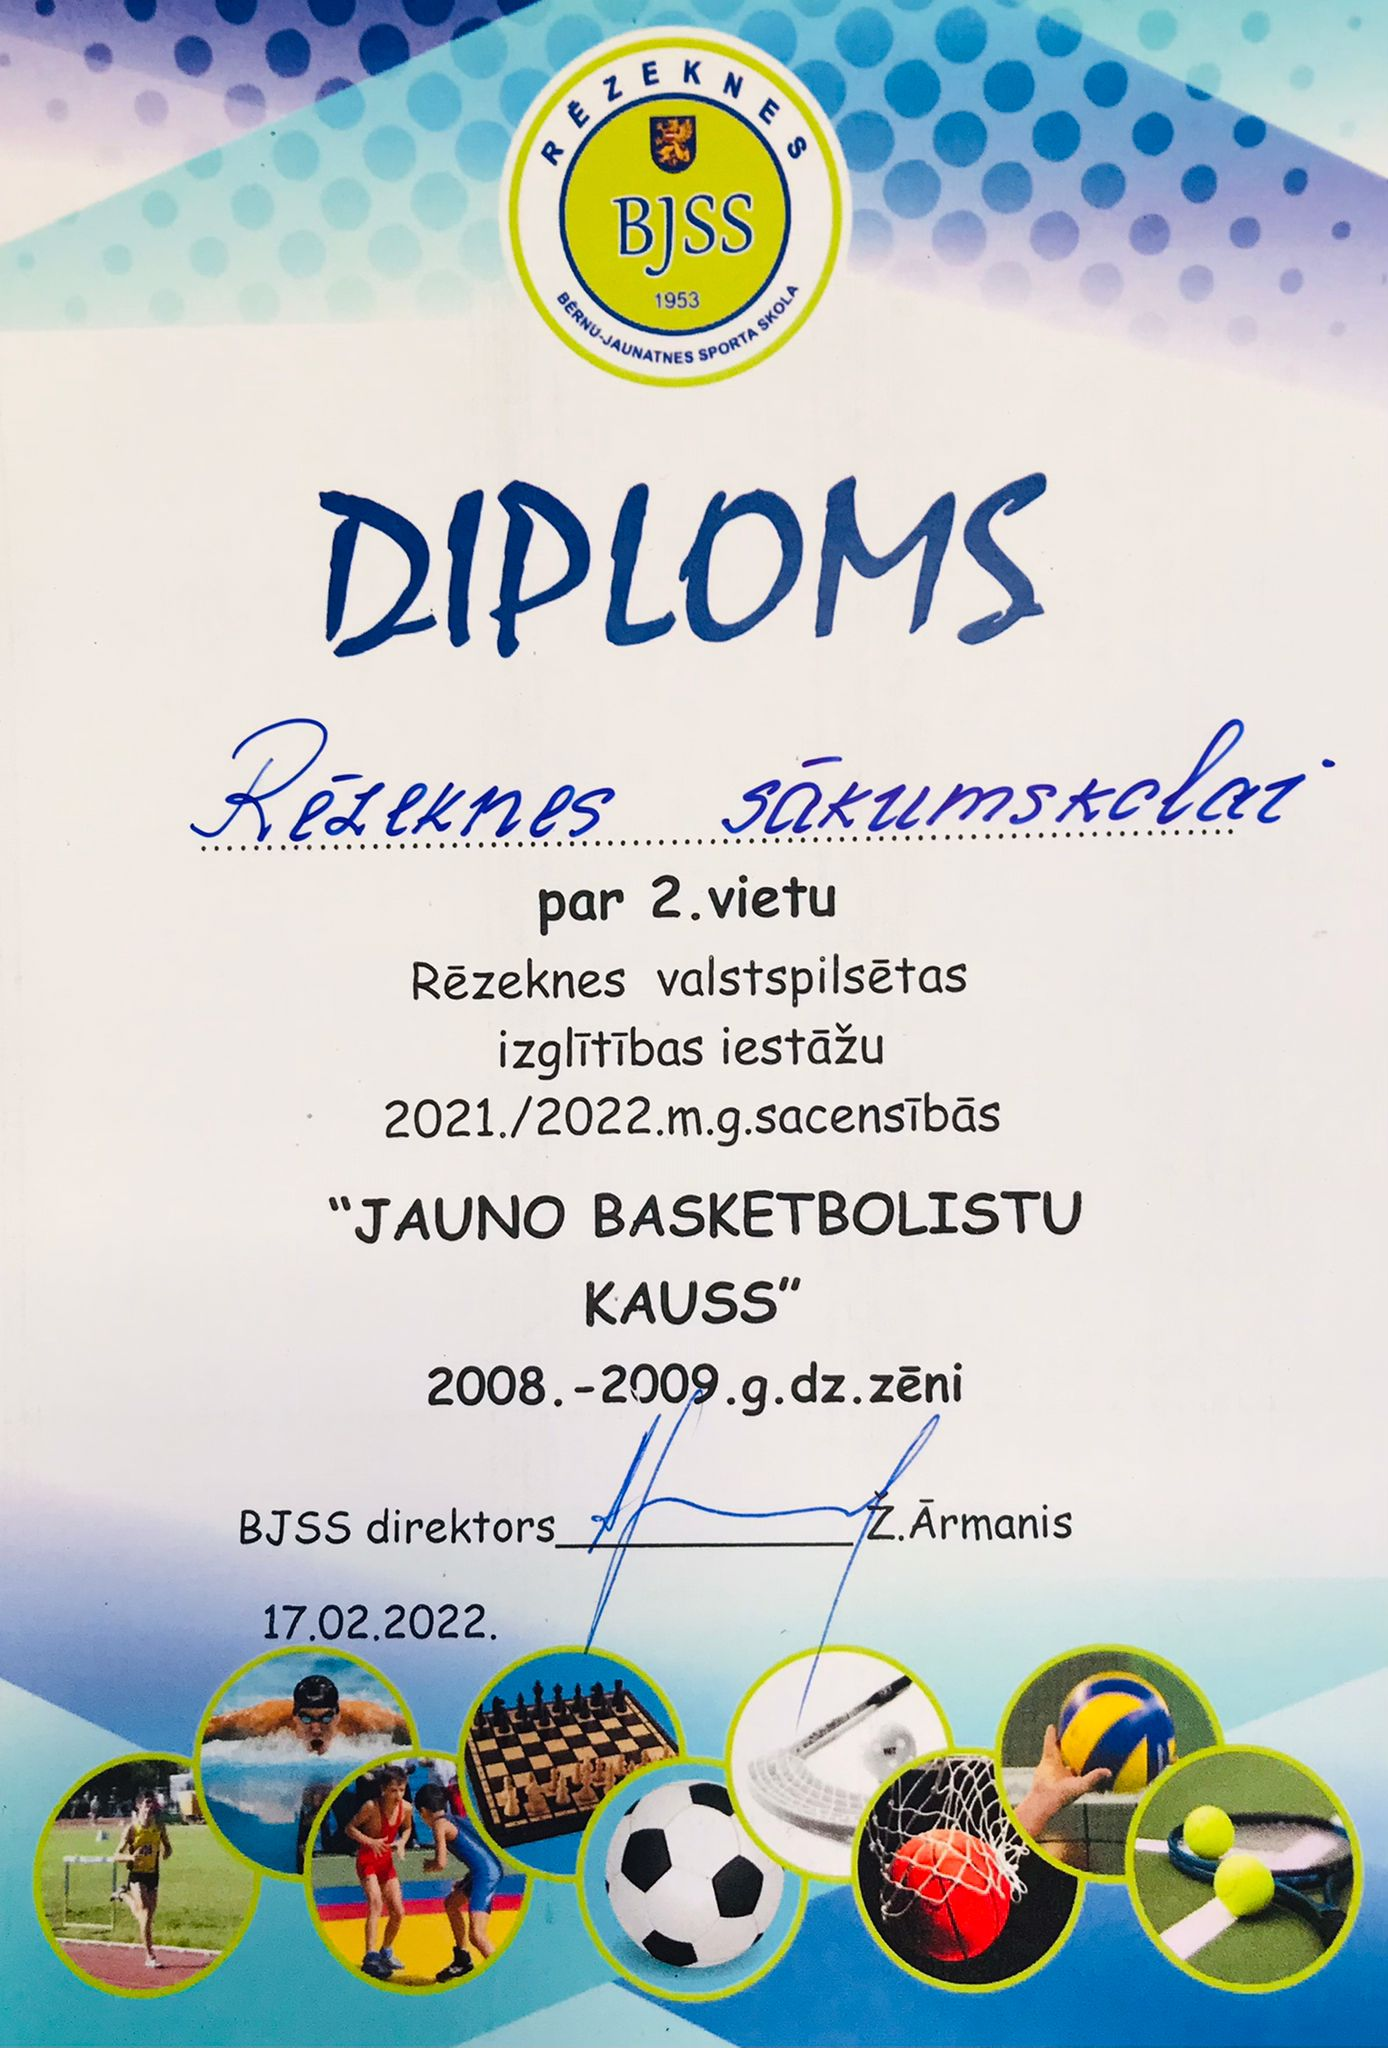 RĒZEKNES
BJSS
1953
BĒRNU-JAUNATNES SPORTA SKOLA
DIPLOMS
Rēzeknes sākumskolai
par 2.vietu
Rēzeknes valstspilsētas
izglītības iestāžu
2021./2022.m.g.sacensībās
"JAUNO BASKETBOLISTU
KAUSS"
2008.-2009.g.dz.zēni
BJSS direktors Ž.Ārmanis
17.02.2022.